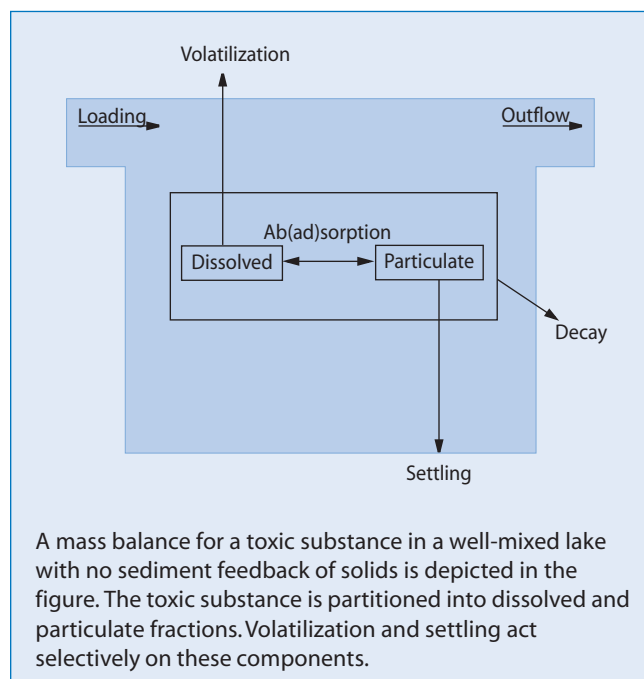 Volatilization
Loading
Outflow
Ab(ad)sorption
Dissolved
Particulate
Decay
Settling
A mass balance for a toxic substance in a well-mixed lake
with no sediment feedback of solids is depicted in the
figure. The toxic substance is partitioned into dissolved and
particulate fractions. Volatilization and settling act
selectively on these components.